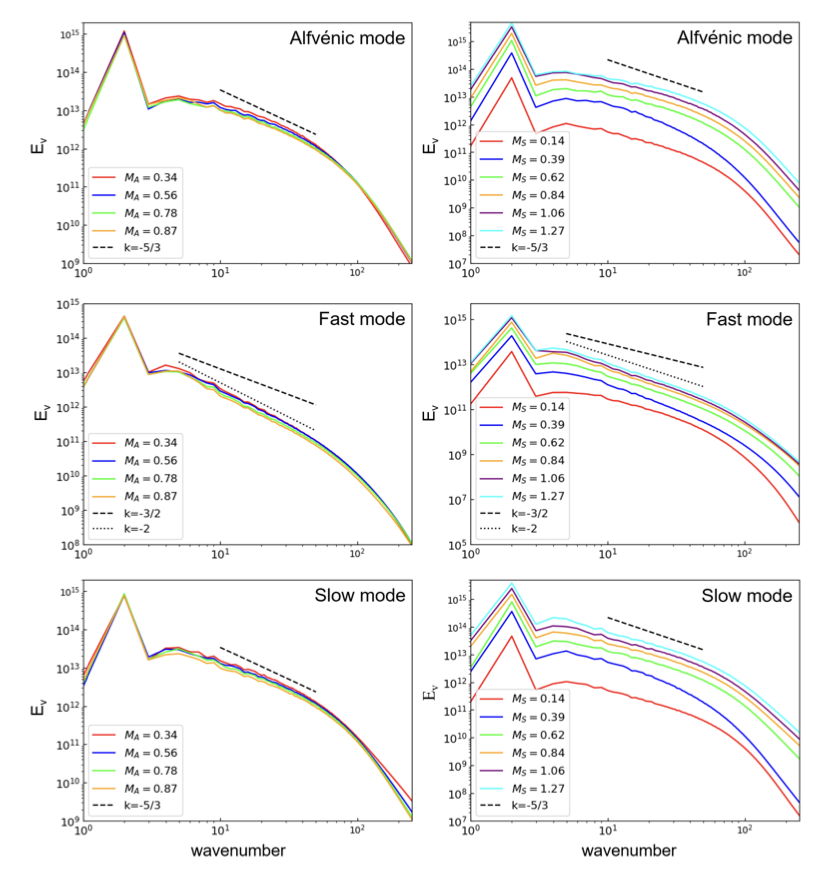 Alfvénic mode
10^15
10^14
10^13
10^12
10^11
10^10
10^9
E_v
M_A = 0.34
M_A = 0.56
M_A = 0.78
M_A = 0.87
k=-5/3
10^0
10^1
10^2
Alfvénic mode
10^15
10^14
10^13
10^12
10^11
10^10
10^9
10^8
10^7
E_v
M_S = 0.14
M_S = 0.39
M_S = 0.62
M_S = 0.84
M_S = 1.06
M_S = 1.27
k=-5/3
10^0
10^1
10^2
Fast mode
10^15
10^14
10^13
10^12
10^11
10^10
10^9
10^8
E_v
M_A = 0.34
M_A = 0.56
M_A = 0.78
M_A = 0.87
k=-3/2
k=-2
10^0
10^1
10^2
Fast mode
10^15
10^13
10^11
10^9
10^7
10^5
E_v
M_S = 0.14
M_S = 0.39
M_S = 0.62
M_S = 0.84
M_S = 1.06
M_S = 1.27
k=-3/2
k=-2
10^0
10^1
10^2
Slow mode
10^15
10^14
10^13
10^12
10^11
10^10
10^9
E_v
M_A = 0.34
M_A = 0.56
M_A = 0.78
M_A = 0.87
k=-5/3
10^0
10^1
10^2
wavenumber
Slow mode
10^15
10^14
10^13
10^12
10^11
10^10
10^9
10^8
10^7
E_v
M_S = 0.14
M_S = 0.39
M_S = 0.62
M_S = 0.84
M_S = 1.06
M_S = 1.27
k=-5/3
10^0
10^1
10^2
wavenumber